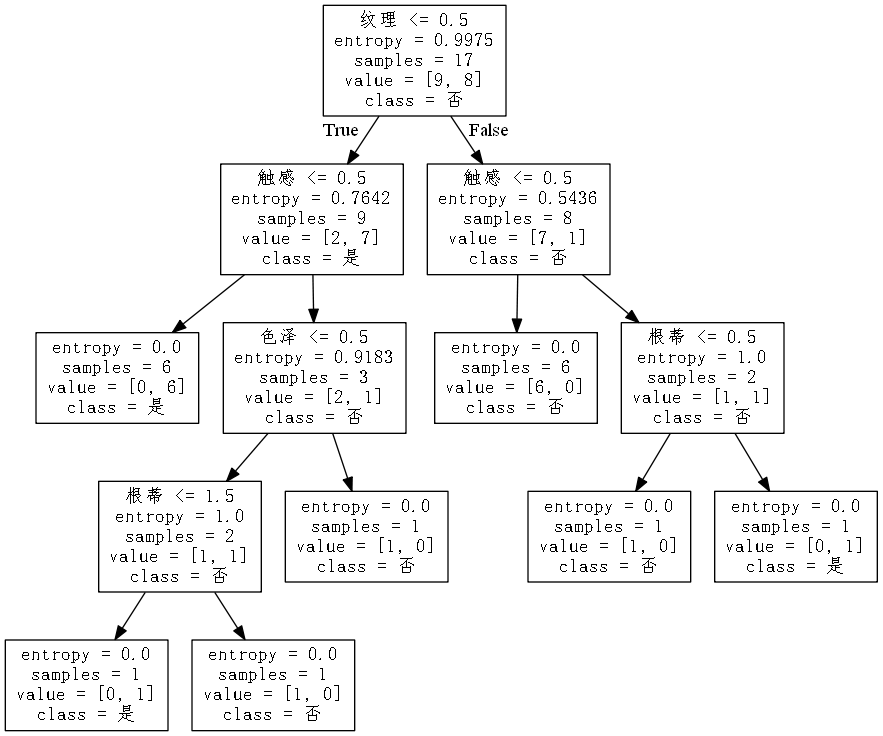 纹理 <= 0.5
entropy = 0.9975
samples = 17
value = [9, 8]
class = 否
True
False
触感 <= 0.5
entropy = 0.7642
samples = 9
value = [2, 7]
class = 是
触感 <= 0.5
entropy = 0.5436
samples = 8
value = [7, 1]
class = 否
entropy = 0.0
samples = 6
value = [0, 6]
class = 是
色泽 <= 0.5
entropy = 0.9183
samples = 3
value = [2, 1]
class = 否
entropy = 0.0
samples = 6
value = [6, 0]
class = 否
根蒂 <= 0.5
entropy = 1.0
samples = 2
value = [1, 1]
class = 否
根蒂 <= 1.5
entropy = 1.0
samples = 2
value = [1, 1]
class = 否
entropy = 0.0
samples = 1
value = [1, 0]
class = 否
entropy = 0.0
samples = 1
value = [1, 0]
class = 否
entropy = 0.0
samples = 1
value = [0, 1]
class = 是
entropy = 0.0
samples = 1
value = [0, 1]
class = 是
entropy = 0.0
samples = 1
value = [1, 0]
class = 否